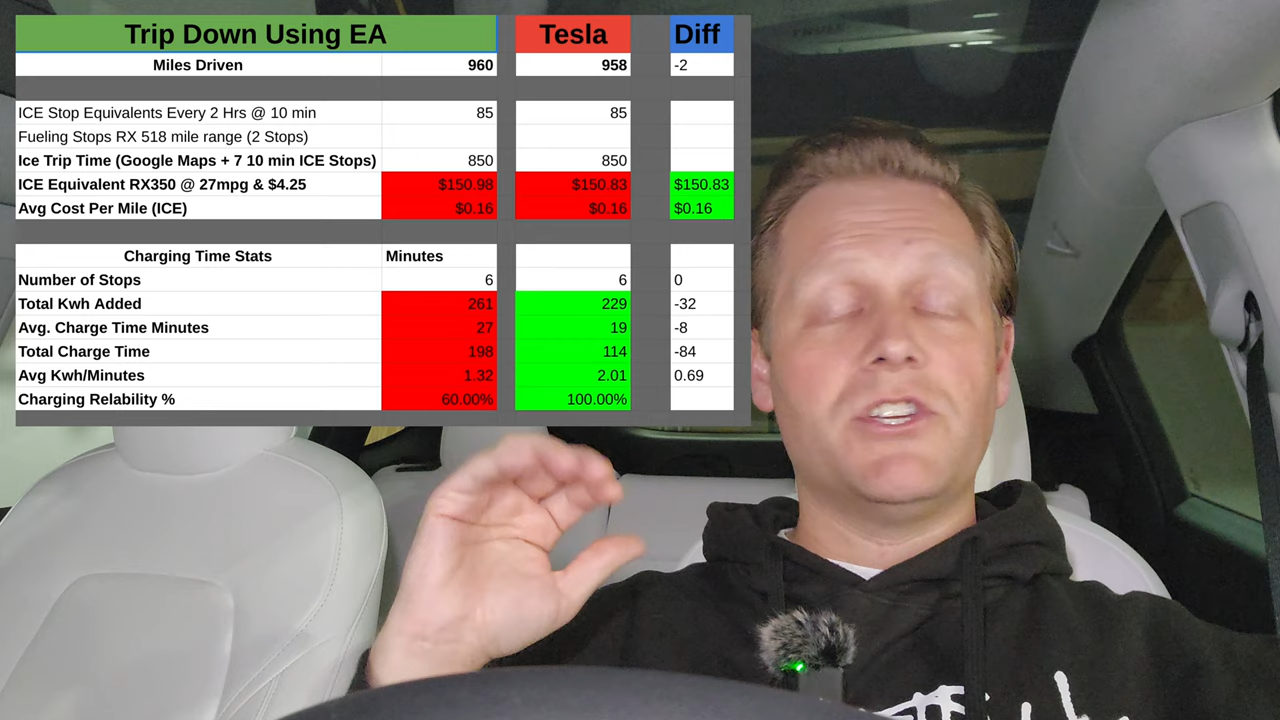 Trip Down Using EA Tesla Diff
Miles Driven 960 958 -2
ICE Stop Equivalents Every 2 Hrs @ 10 min 85 85
Fueling Stops RX 518 mile range (2 Stops)
Ice Trip Time (Google Maps + 7 10 min ICE Stops) 850 850
ICE Equivalent RX350 @ 27mpg & $4.25 $150.98 $150.83 $150.83
Avg Cost Per Mile (ICE) $0.16 $0.16 $0.16
Charging Time Stats Minutes
Number of Stops 6 6 0
Total Kwh Added 261 229 -32
Avg. Charge Time Minutes 27 19 -8
Total Charge Time 198 114 -84
Avg Kwh/Minutes 1.32 2.01 0.69
Charging Relability % 60.00% 100.00%